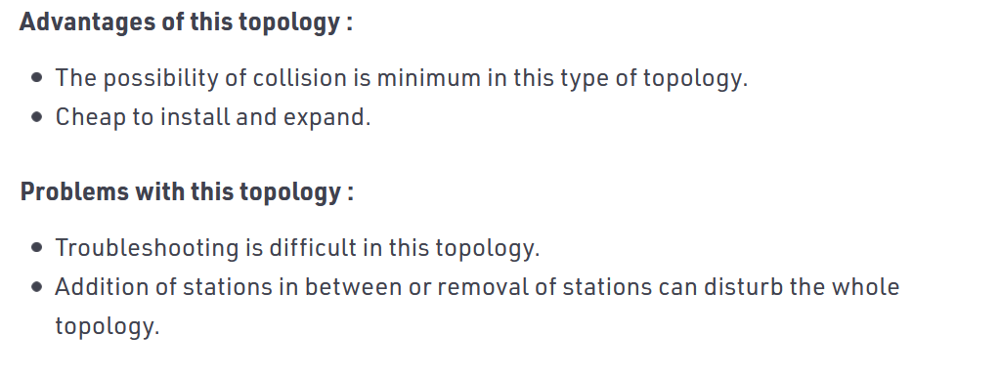 Advantages of this topology :
• The possibility of collision is minimum in this type of topology.
• Cheap to install and expand.
Problems with this topology :
• Troubleshooting is difficult in this topology.
• Addition of stations in between or removal of stations can disturb the whole
topology.